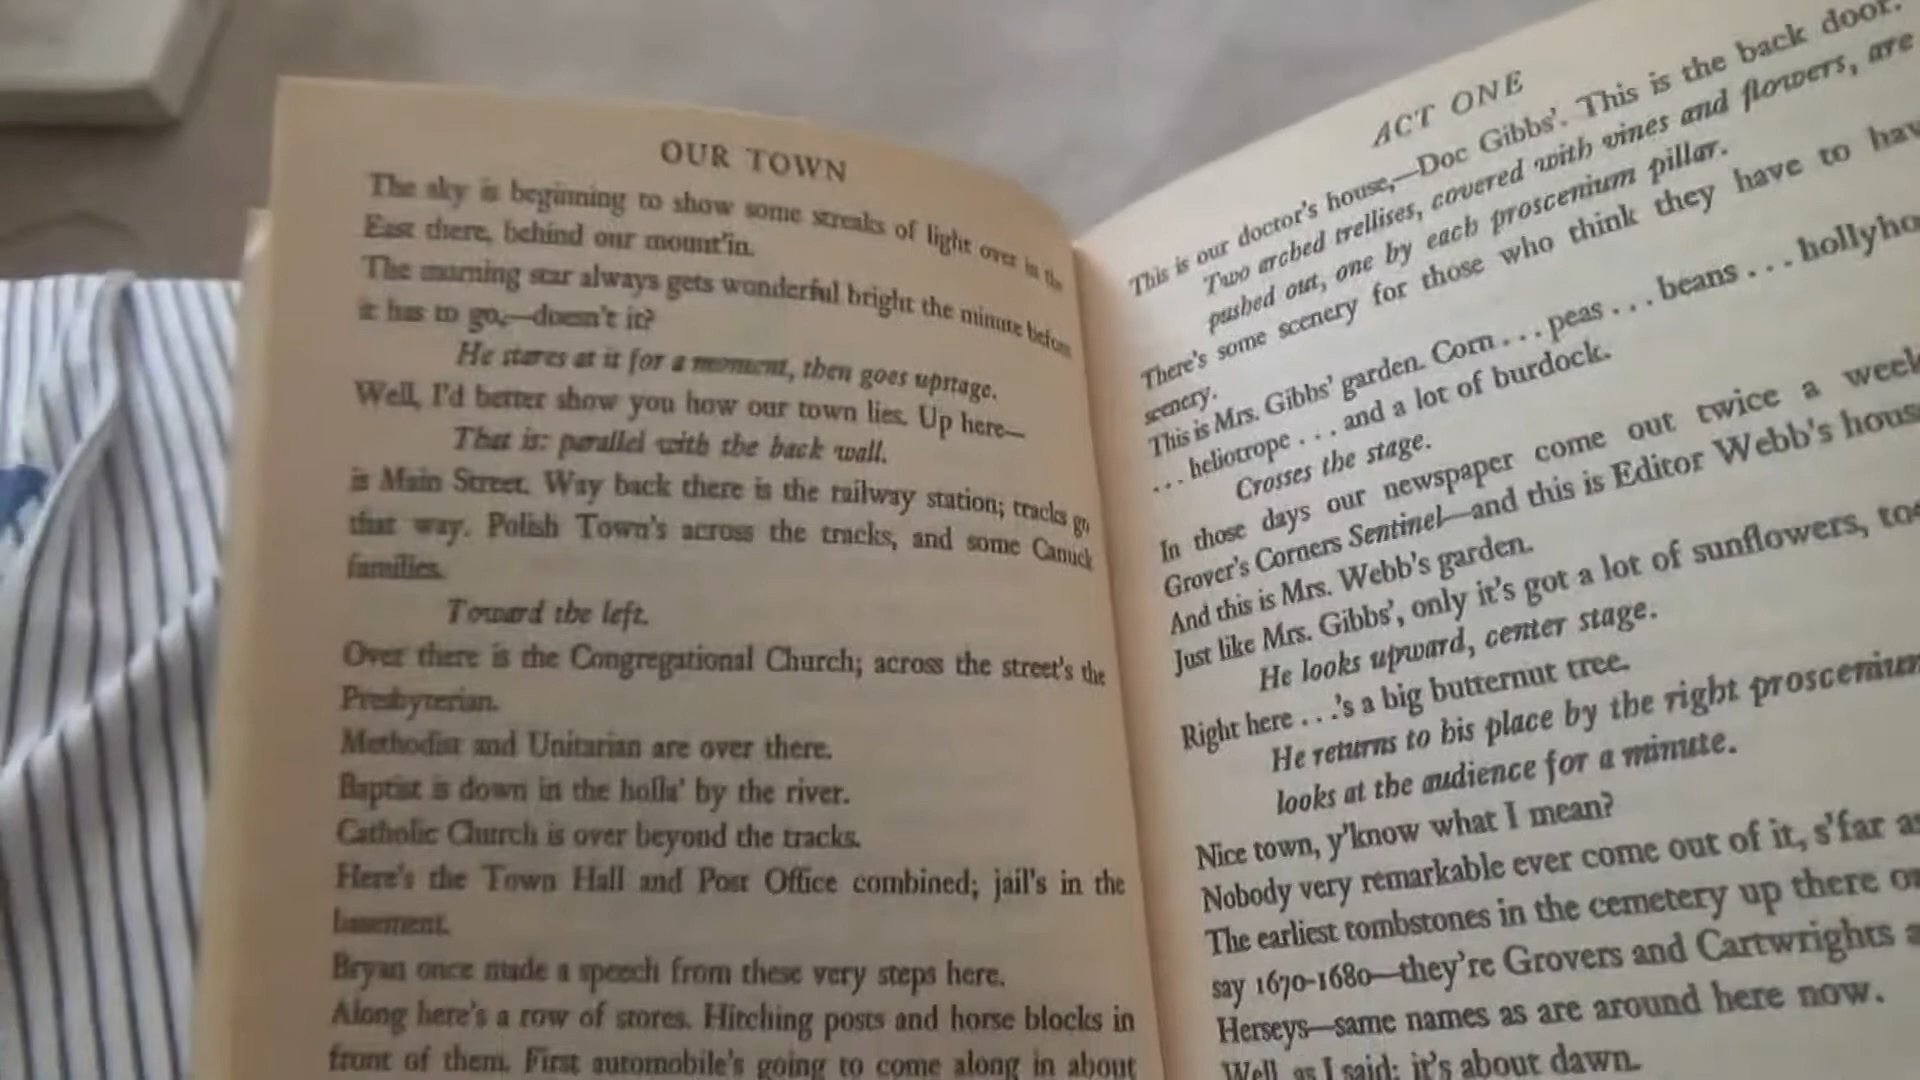 OUR TOWN
The sky is beginning to show some streaks of light over in the
East there, behind our mount'in.
The morning star always gets wonderful bright the minute before
it has to go,—doesn't it?
He stares at it for a moment, then goes upstage.
Well, I'd better show you how our town lies. Up here—
That is: parallel with the back wall.
is Main Street. Way back there is the railway station; tracks go
that way. Polish Town's across the tracks, and some Canuck
families.
Toward the left.
Over there is the Congregational Church; across the street's the
Presbyterian.
Methodist and Unitarian are over there.
Baptist is down in the holla' by the river.
Catholic Church is over beyond the tracks.
Here's the Town Hall and Post Office combined; jail's in the
basement.
Bryan once made a speech from these very steps here.
Along here's a row of stores. Hitching posts and horse blocks in
front of them. First automobile's going to come along in about
ACT ONE
This is our doctor's house,—Doc Gibbs'. This is the back door.
Two arched trellises, covered with vines and flowers, are
pushed out, one by each proscenium pillar.
There's some scenery for those who think they have to hav
scenery.
This is Mrs. Gibbs' garden. Corn . . . peas . . . beans . . . hollyho
. . . heliotrope . . . and a lot of burdock.
Crosses the stage.
In those days our newspaper come out twice a week
Grover's Corners Sentinel—and this is Editor Webb's hous
And this is Mrs. Webb's garden.
Just like Mrs. Gibbs', only it's got a lot of sunflowers, too
He looks upward, center stage.
Right here . . .'s a big butternut tree.
He returns to his place by the right proscenium
looks at the audience for a minute.
Nice town, y'know what I mean?
Nobody very remarkable ever come out of it, s'far as
The earliest tombstones in the cemetery up there on
say 1670-1680—they're Grovers and Cartwrights a
Herseys—same names as are around here now.
Well, as I said: it's about dawn.